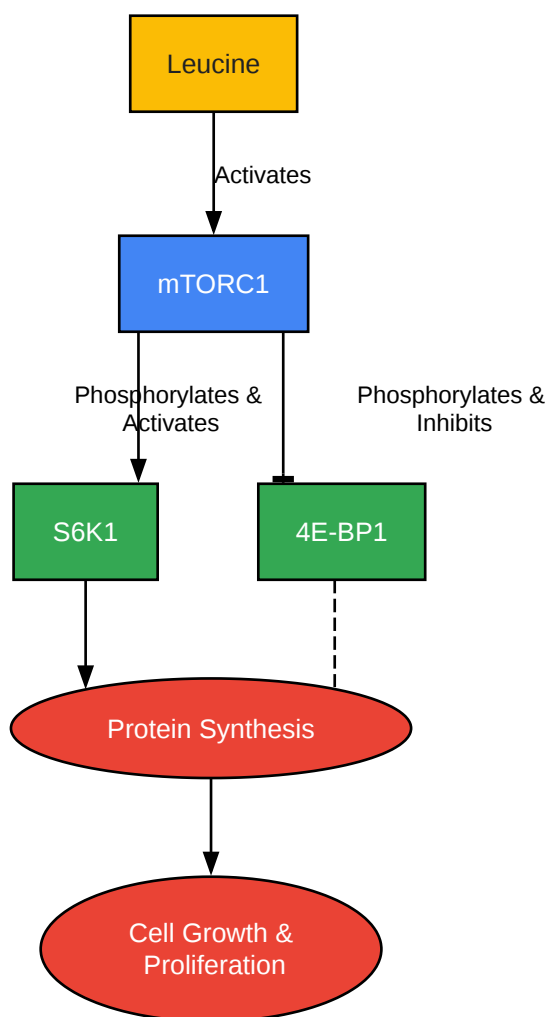 Leucine
Activates
mTORC1
Phosphorylates &
Activates
Phosphorylates &
Inhibits
S6K1
4E-BP1
Protein Synthesis
Cell Growth &
Proliferation